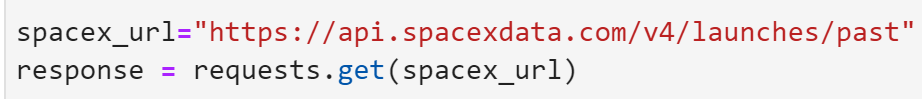 spacex_url="https://api.spacexdata.com/v4/launches/past"
response = requests.get(spacex_url)